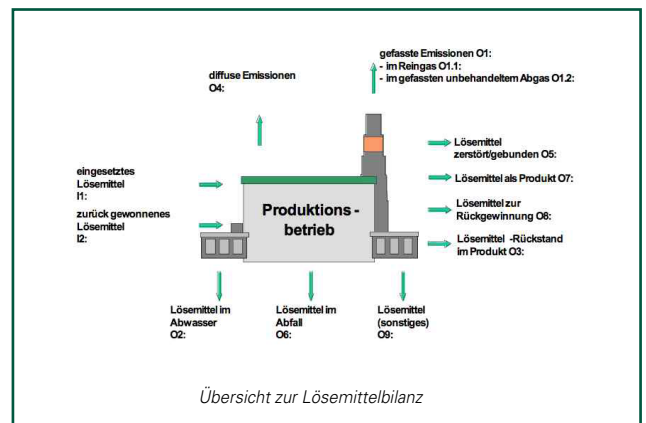 gefasste Emissionen O1:
- im Reingas O1.1:
- im gefassten unbehandeltem Abgas O1.2:
diffuse Emissionen
O4:
eingesetztes
Lösemittel
I1:
zurück gewonnenes
Lösemittel
I2:
Produktions -
betrieb
Lösemittel
zerstört/gebunden O5:
Lösemittel als Produkt O7:
Lösemittel zur
Rückgewinnung O8:
Lösemittel -Rückstand
im Produkt O3:
Lösemittel im
Abwasser
O2:
Lösemittel im
Abfall
O6:
Lösemittel
(sonstiges)
O9:
Übersicht zur Lösemittelbilanz